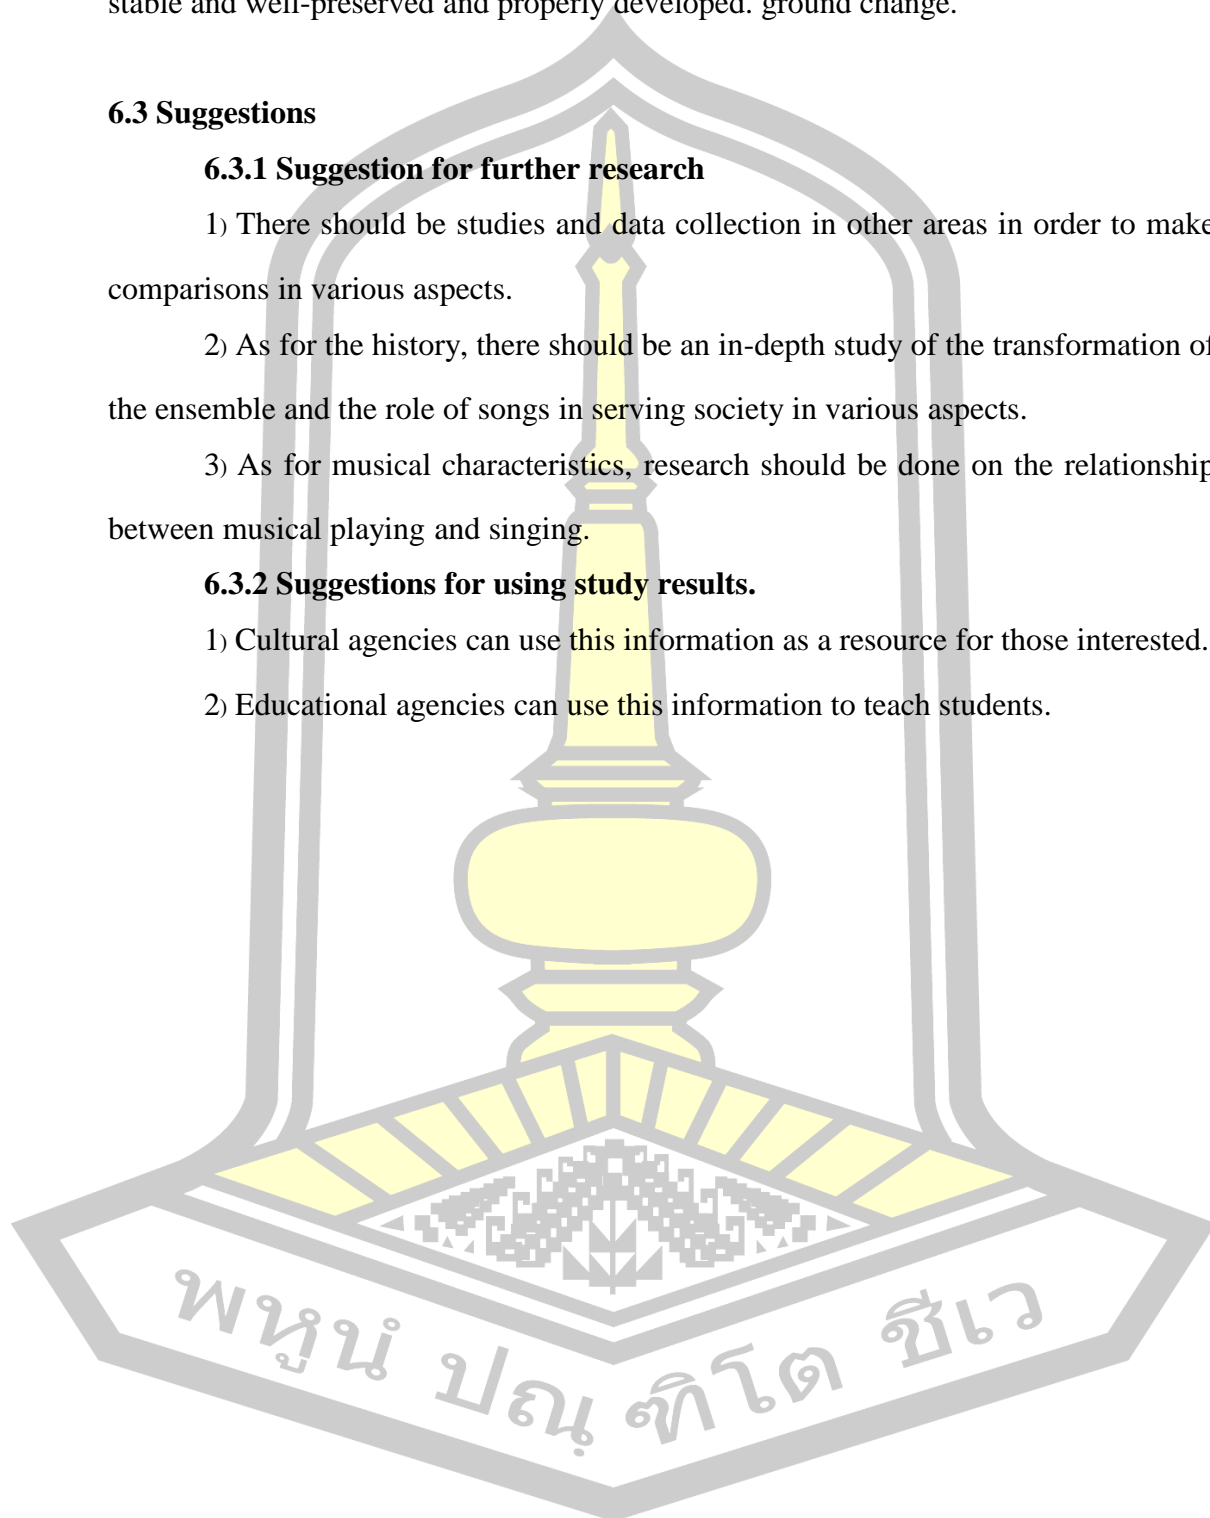 stable and well-preserved and properly developed. ground change.
6.3 Suggestions
6.3.1 Suggestion for further research
1) There should be studies and data collection in other areas in order to make
comparisons in various aspects.
2) As for the history, there should be an in-depth study of the transformation of
the ensemble and the role of songs in serving society in various aspects.
3) As for musical characteristics, research should be done on the relationship
between musical playing and singing.
6.3.2 Suggestions for using study results.
1) Cultural agencies can use this information as a resource for those interested.
2) Educational agencies can use this information to teach students.
พหูนํ ปณฺฑิโต ชีเว